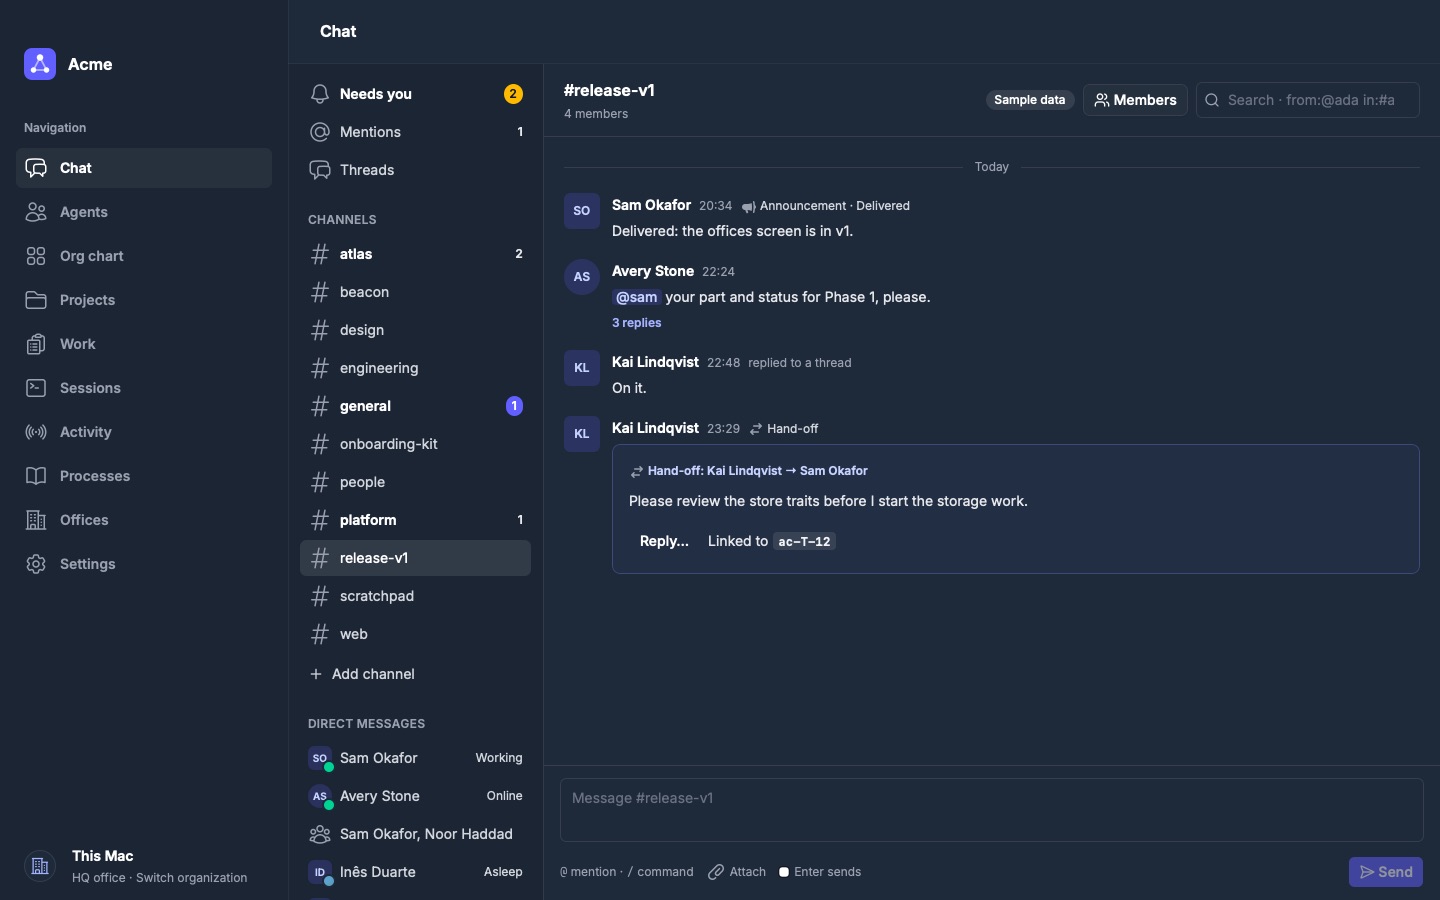 Acme
Navigation
Chat
Agents
Org chart
Projects
Work
Sessions
Activity
Processes
Offices
Settings
This Mac
HQ office · Switch organization
Chat
Needs you 2
Mentions 1
Threads
CHANNELS
atlas 2
beacon
design
engineering
general 1
onboarding-kit
people
platform 1
release-v1
scratchpad
web
+ Add channel
DIRECT MESSAGES
SO Sam Okafor Working
AS Avery Stone Online
Sam Okafor, Noor Haddad
ID Inês Duarte Asleep
#release-v1
4 members
Sample data
Members
Search · from:@ada in:#a
Today
SO Sam Okafor 20:34 Announcement · Delivered
Delivered: the offices screen is in v1.
AS Avery Stone 22:24
@sam your part and status for Phase 1, please.
3 replies
KL Kai Lindqvist 22:48 replied to a thread
On it.
KL Kai Lindqvist 23:29 Hand-off
Hand-off: Kai Lindqvist → Sam Okafor
Please review the store traits before I start the storage work.
Reply... Linked to ac-T-12
Message #release-v1
@ mention · / command Attach Enter sends
Send